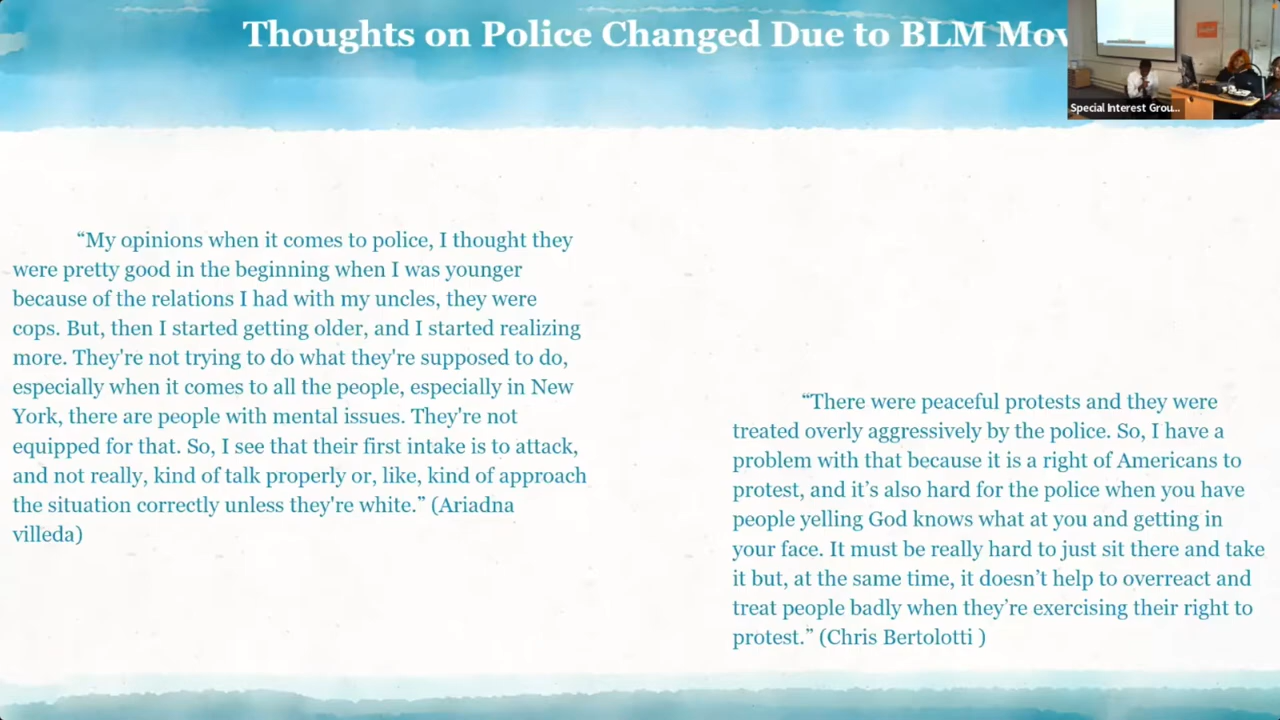 Thoughts on Police Changed Due to BLM Mov
Special Interest Grou...
“My opinions when it comes to police, I thought they
were pretty good in the beginning when I was younger
because of the relations I had with my uncles, they were
cops. But, then I started getting older, and I started realizing
more. They're not trying to do what they're supposed to do,
especially when it comes to all the people, especially in New
York, there are people with mental issues. They're not
equipped for that. So, I see that their first intake is to attack,
and not really, kind of talk properly or, like, kind of approach
the situation correctly unless they're white.” (Ariadna
villeda)
“There were peaceful protests and they were
treated overly aggressively by the police. So, I have a
problem with that because it is a right of Americans to
protest, and it’s also hard for the police when you have
people yelling God knows what at you and getting in
your face. It must be really hard to just sit there and take
it but, at the same time, it doesn’t help to overreact and
treat people badly when they’re exercising their right to
protest.” (Chris Bertolotti )